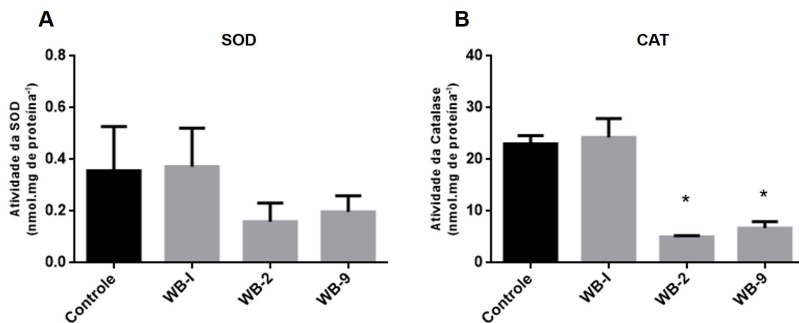 A
SOD
Atividade da SOD
(nmol.mg de proteína⁻¹)
0.8
0.6
0.4
0.2
0.0
Controle
WB-I
WB-2
WB-9
B
CAT
Atividade da Catalase
(nmol.mg de proteína⁻¹)
40
30
20
10
0
*
*
Controle
WB-I
WB-2
WB-9